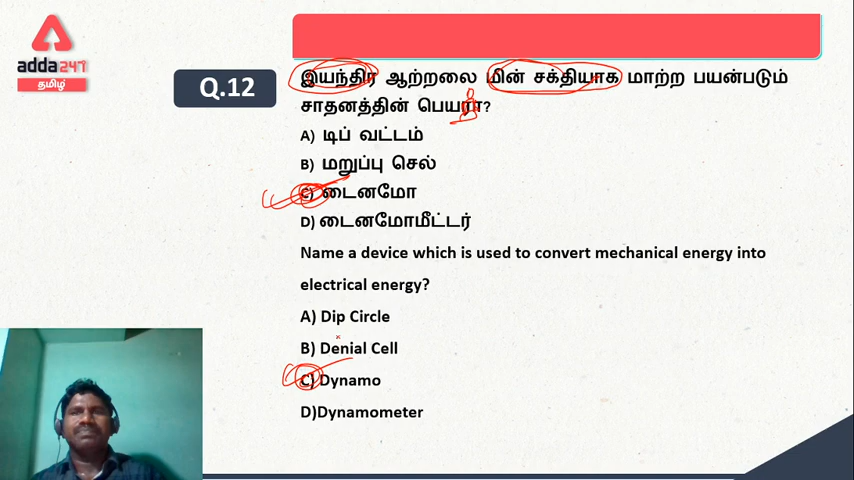 adda247
தமிழ்
Q.12
இயந்திர ஆற்றலை மின் சக்தியாக மாற்ற பயன்படும்
சாதனத்தின் பெயர்?
A) டிப் வட்டம்
B) மறுப்பு செல்
C) டைனமோ
D) டைனமோமீட்டர்
Name a device which is used to convert mechanical energy into
electrical energy?
A) Dip Circle
B) Denial Cell
C) Dynamo
D)Dynamometer